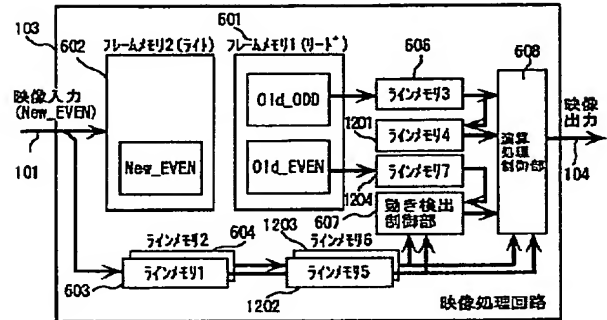 103
602
601
フレームメモリ2(ライト)
フレームメモリ1(リード)
606
608
映像入力
(New_EVEN)
101
Old_ODD
ラインメモリ3
1201
ラインメモリ4
New_EVEN
Old_EVEN
ラインメモリ7
1204
607
動き検出
制御部
演算
処理
制御部
映像
出力
104
ラインメモリ2
604
1203
ラインメモリ6
603
ラインメモリ1
ラインメモリ5
1202
映像処理回路